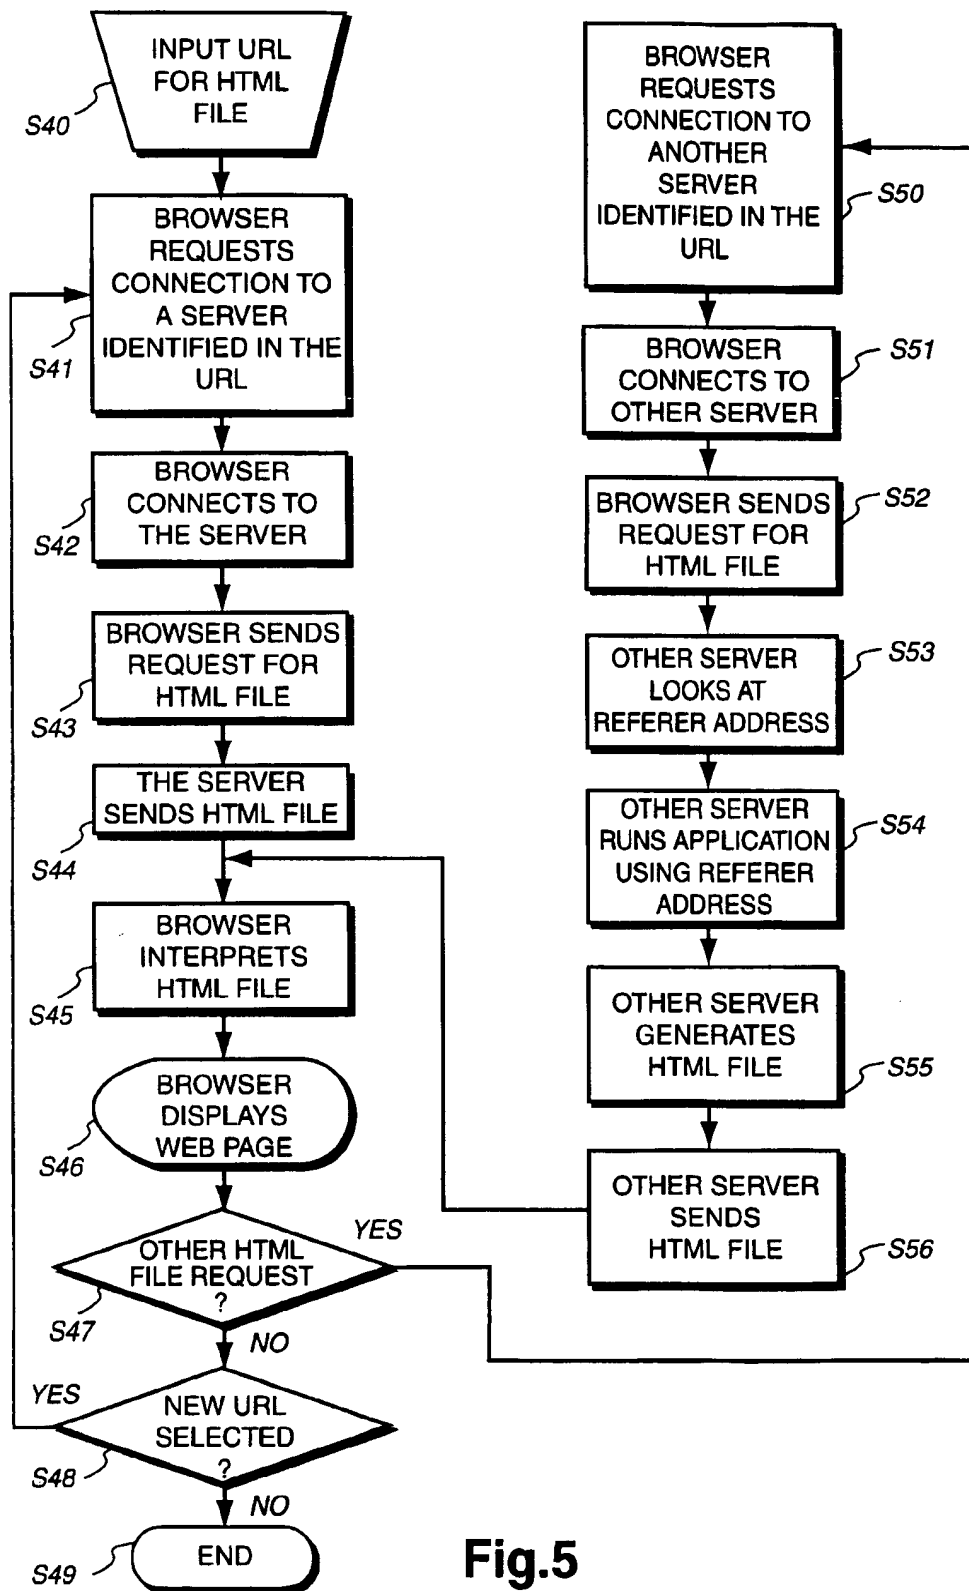 INPUT URL
FOR HTML
FILE
S40
BROWSER
REQUESTS
CONNECTION TO
A SERVER
IDENTIFIED IN THE
URL
S41
BROWSER
CONNECTS TO
THE SERVER
S42
BROWSER SENDS
REQUEST FOR
HTML FILE
S43
THE SERVER
SENDS HTML FILE
S44
BROWSER
INTERPRETS
HTML FILE
S45
BROWSER
DISPLAYS
WEB PAGE
S46
YES
OTHER HTML
FILE REQUEST
?
S47
NO
YES
NEW URL
SELECTED
?
S48
NO
END
S49
BROWSER
REQUESTS
CONNECTION TO
ANOTHER
SERVER
IDENTIFIED IN THE
URL
S50
BROWSER
CONNECTS TO
OTHER SERVER
S51
BROWSER SENDS
REQUEST FOR
HTML FILE
S52
OTHER SERVER
LOOKS AT
REFERER ADDRESS
S53
OTHER SERVER
RUNS APPLICATION
USING REFERER
ADDRESS
S54
OTHER SERVER
GENERATES
HTML FILE
S55
OTHER SERVER
SENDS
HTML FILE
S56
Fig.5